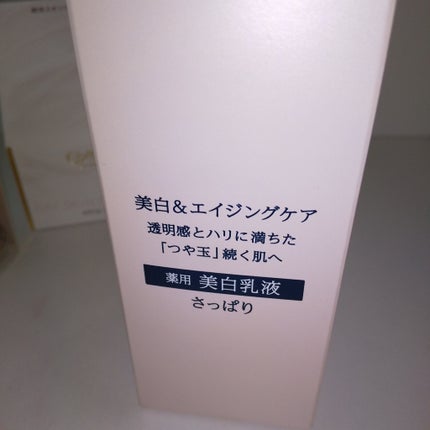 美白＆エイジングケア
透明感とハリに満ちた
「つや玉」続く肌へ
薬用 美白乳液
さっぱり